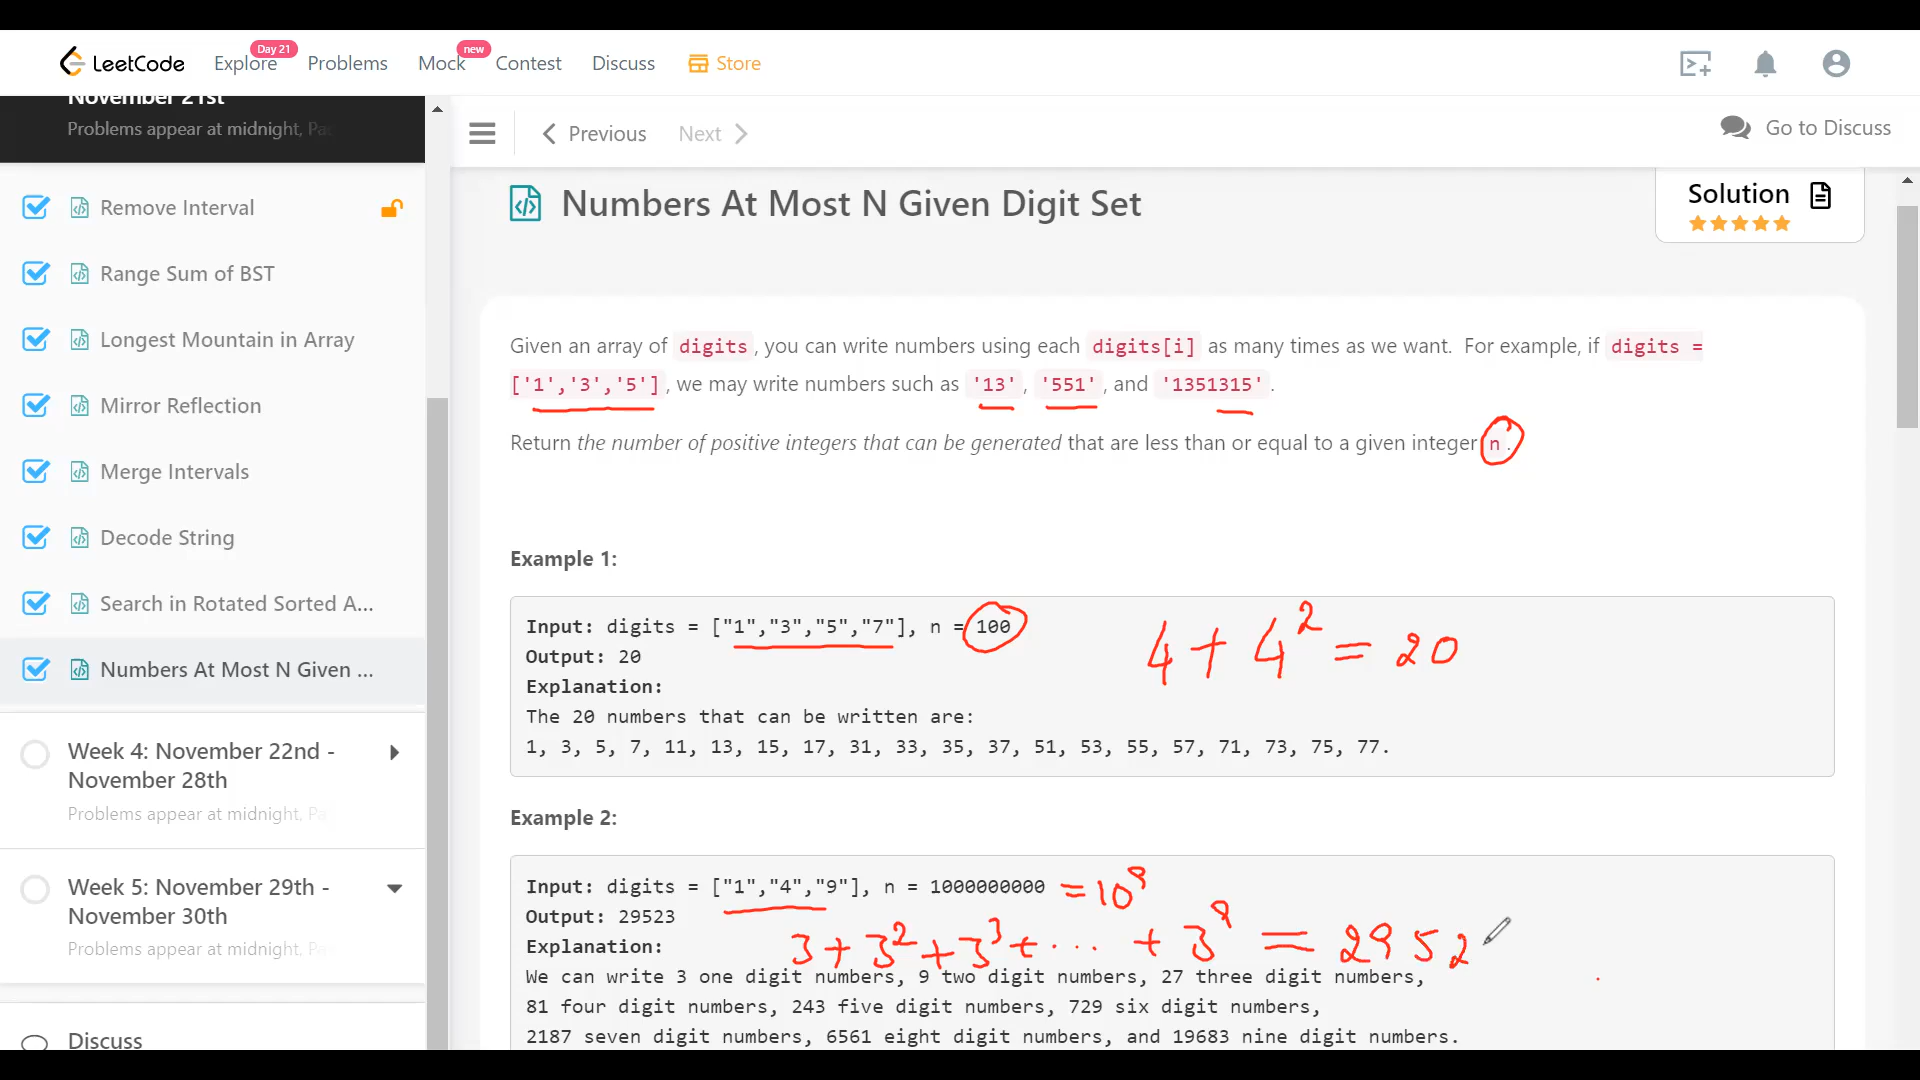 LeetCode Explore Day 21 Problems Mock new Contest Discuss Store
November 21st
Problems appear at midnight, Pa
Remove Interval
Range Sum of BST
Longest Mountain in Array
Mirror Reflection
Merge Intervals
Decode String
Search in Rotated Sorted A...
Numbers At Most N Given ...
Week 4: November 22nd -
November 28th
Problems appear at midnight, Pa
Week 5: November 29th -
November 30th
Problems appear at midnight, Pa
Discuss
Previous Next
Go to Discuss
Numbers At Most N Given Digit Set
Solution
Given an array of digits, you can write numbers using each digits[i] as many times as we want. For example, if digits =
['1','3','5'], we may write numbers such as '13', '551', and '1351315'.
Return the number of positive integers that can be generated that are less than or equal to a given integer n.
Example 1:
Input: digits = ["1","3","5","7"], n = 100
4 + 4² = 20
Output: 20
Explanation:
The 20 numbers that can be written are:
1, 3, 5, 7, 11, 13, 15, 17, 31, 33, 35, 37, 51, 53, 55, 57, 71, 73, 75, 77.
Example 2:
Input: digits = ["1","4","9"], n = 1000000000 = 10⁹
Output: 29523
Explanation:
3 + 3² + 3³ + ... + 3⁹ = 2952
We can write 3 one digit numbers, 9 two digit numbers, 27 three digit numbers,
81 four digit numbers, 243 five digit numbers, 729 six digit numbers,
2187 seven digit numbers, 6561 eight digit numbers, and 19683 nine digit numbers.